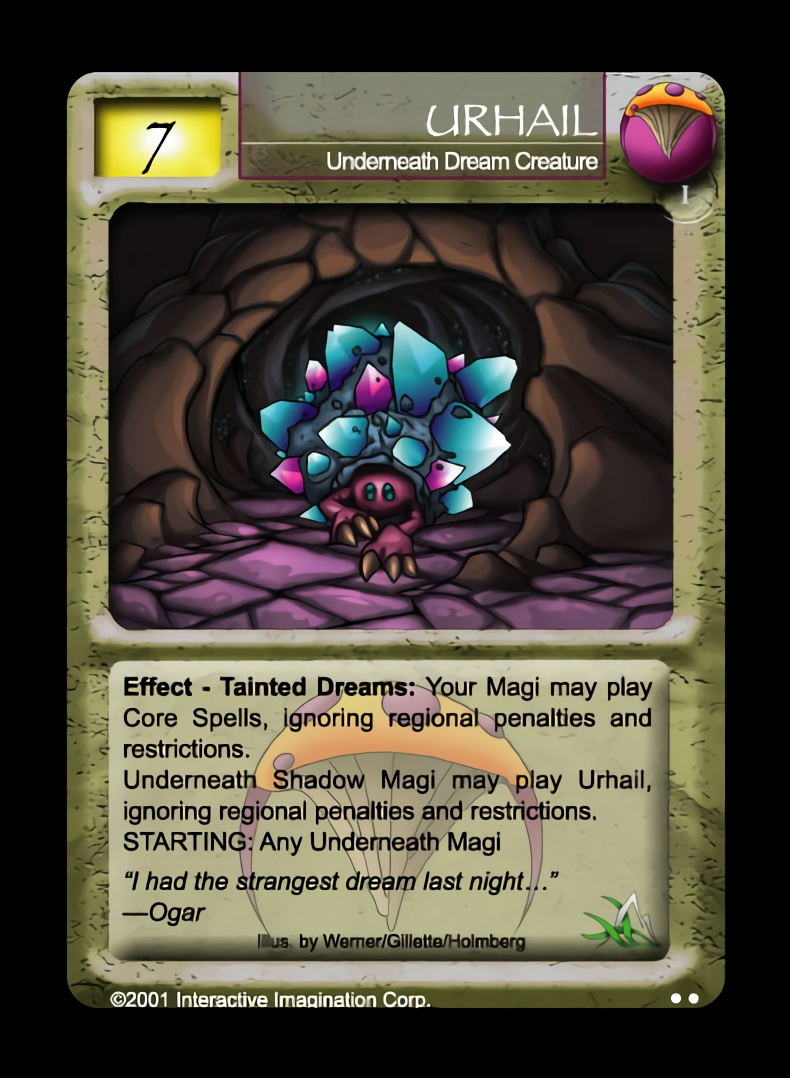 7
URHAIL
Underneath Dream Creature
I
Effect - Tainted Dreams: Your Magi may play
Core Spells, ignoring regional penalties and
restrictions.
Underneath Shadow Magi may play Urhail,
ignoring regional penalties and restrictions.
STARTING: Any Underneath Magi
“I had the strangest dream last night…”
—Ogar
Illus. by Werner/Gillette/Holmberg
©2001 Interactive Imagination Corp.